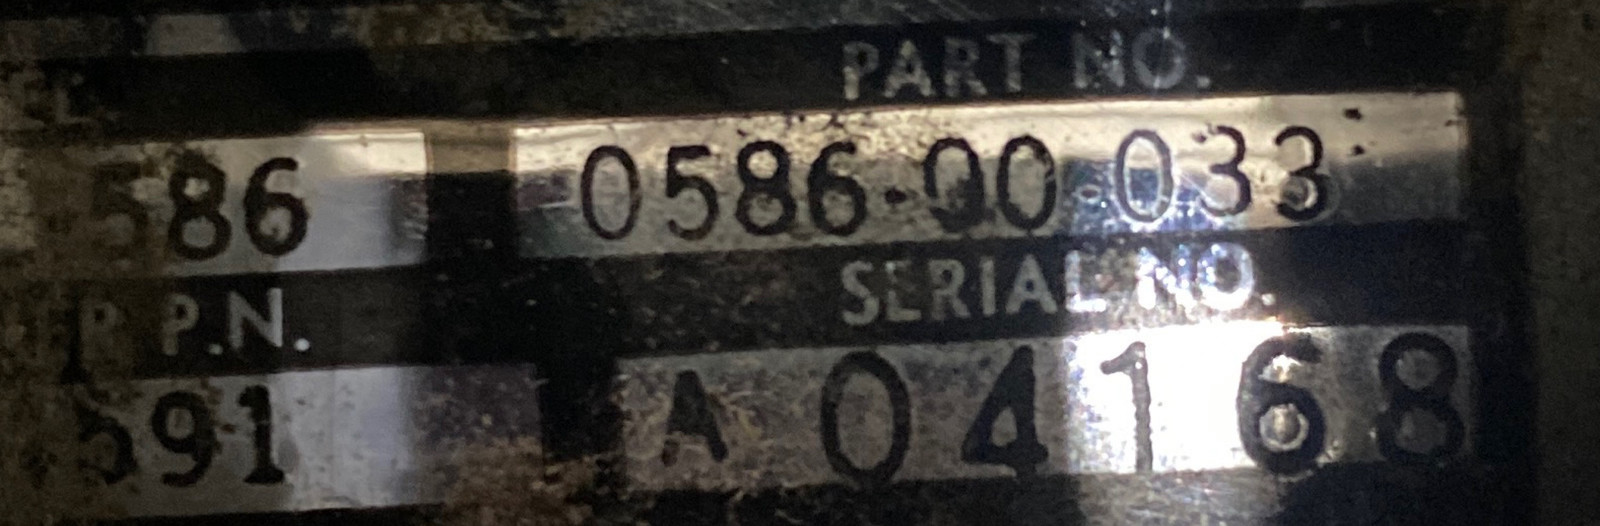 PART NO.
586 0586-00-033
P.N. SERIAL NO.
591 A 04168